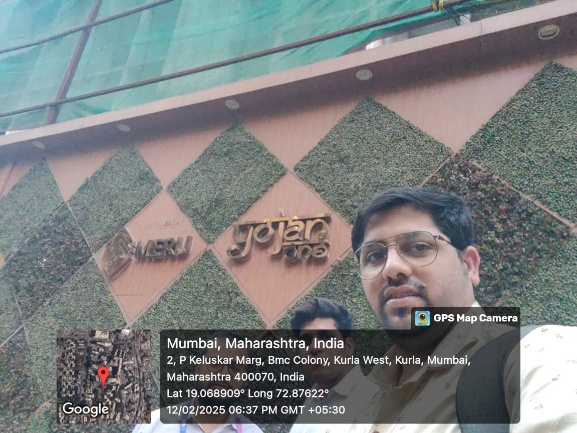 MERU
yojan
one
GPS Map Camera
Mumbai, Maharashtra, India
2, P Keluskar Marg, Bmc Colony, Kurla West, Kurla, Mumbai,
Maharashtra 400070, India
Lat 19.068909° Long 72.87622°
12/02/2025 06:37 PM GMT +05:30
Google